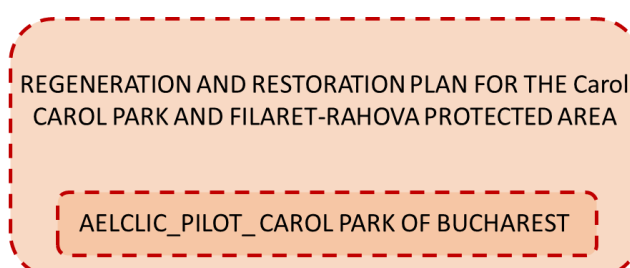 REGENERATION AND RESTORATION PLAN FOR THE Carol
CAROL PARK AND FILARET-RAHOVA PROTECTED AREA
AELCLIC_PILOT_ CAROL PARK OF BUCHAREST